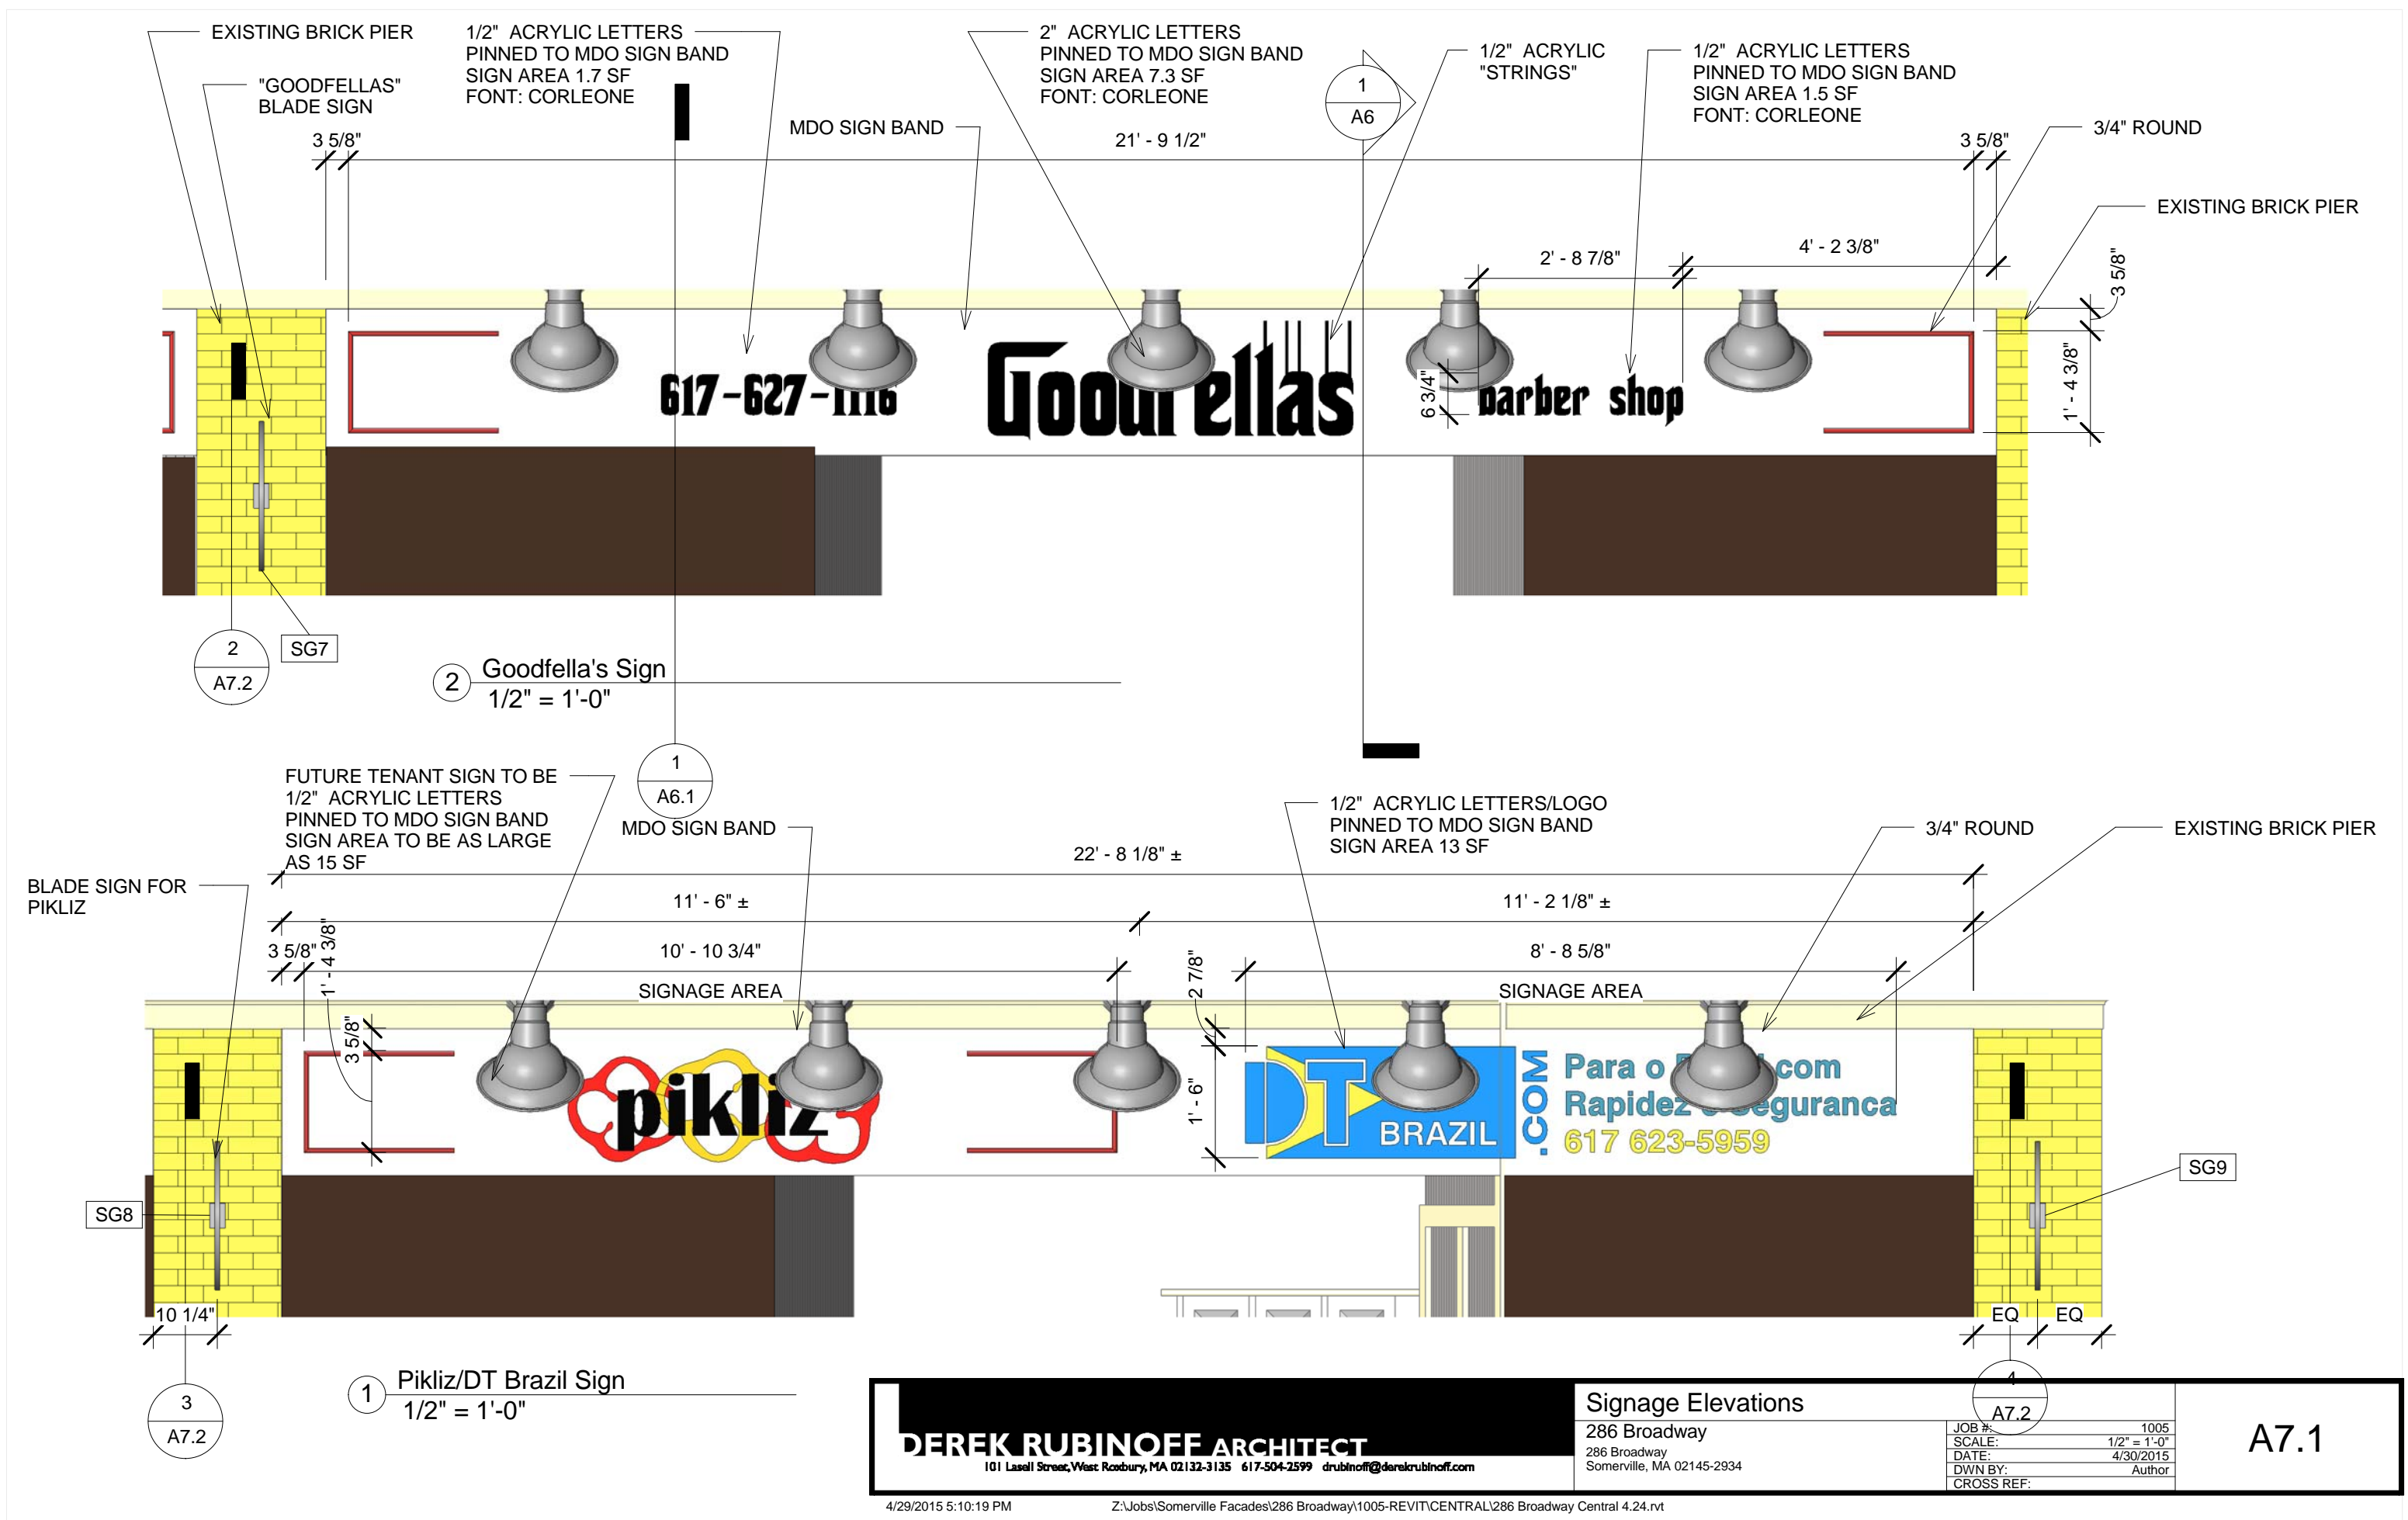 EXISTING BRICK PIER
"GOODFELLAS"
BLADE SIGN
1/2" ACRYLIC LETTERS
PINNED TO MDO SIGN BAND
SIGN AREA 1.7 SF
FONT: CORLEONE
MDO SIGN BAND
2" ACRYLIC LETTERS
PINNED TO MDO SIGN BAND
SIGN AREA 7.3 SF
FONT: CORLEONE
1
A6
1/2" ACRYLIC
"STRINGS"
1/2" ACRYLIC LETTERS
PINNED TO MDO SIGN BAND
SIGN AREA 1.5 SF
FONT: CORLEONE
3/4" ROUND
EXISTING BRICK PIER
3 5/8"
21' - 9 1/2"
3 5/8"
2' - 8 7/8"
4' - 2 3/8"
3 5/8"
1' - 4 3/8"
6 3/4"
617-627-1116
Goodfellas
barber shop
2
A7.2
SG7
2
Goodfella's Sign
1/2" = 1'-0"
1
A6.1
FUTURE TENANT SIGN TO BE
1/2" ACRYLIC LETTERS
PINNED TO MDO SIGN BAND
SIGN AREA TO BE AS LARGE
AS 15 SF
MDO SIGN BAND
1/2" ACRYLIC LETTERS/LOGO
PINNED TO MDO SIGN BAND
SIGN AREA 13 SF
3/4" ROUND
EXISTING BRICK PIER
BLADE SIGN FOR
PIKLIZ
22' - 8 1/8" ±
11' - 6" ±
11' - 2 1/8" ±
3 5/8"
1' - 4 3/8"
10' - 10 3/4"
2 7/8"
8' - 8 5/8"
SIGNAGE AREA
SIGNAGE AREA
3 5/8"
1' - 6"
pikliz
DT
BRAZIL
.COM
Para o com
Rapidez e Seguranca
617 623-5959
SG8
SG9
10 1/4"
EQ
EQ
3
A7.2
4
A7.2
1
Pikliz/DT Brazil Sign
1/2" = 1'-0"
DEREK RUBINOFF ARCHITECT
101 Lasell Street, West Roxbury, MA 02132-3135 617-504-2599 drubinoff@derekrubinoff.com
Signage Elevations
286 Broadway
286 Broadway
Somerville, MA 02145-2934
JOB #: 1005
SCALE: 1/2" = 1'-0"
DATE: 4/30/2015
DWN BY: Author
CROSS REF:
A7.1
4/29/2015 5:10:19 PM
Z:\Jobs\Somerville Facades\286 Broadway\1005-REVIT\CENTRAL\286 Broadway Central 4.24.rvt